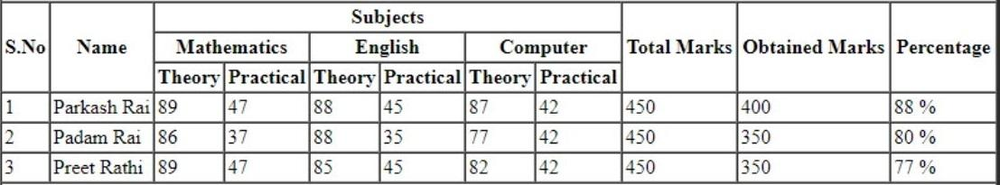 Subjects
S.No Name Mathematics English Computer Total Marks Obtained Marks Percentage
Theory Practical Theory Practical Theory Practical
1 Parkash Rai 89 47 88 45 87 42 450 400 88 %
2 Padam Rai 86 37 88 35 77 42 450 350 80 %
3 Preet Rathi 89 47 85 45 82 42 450 350 77 %